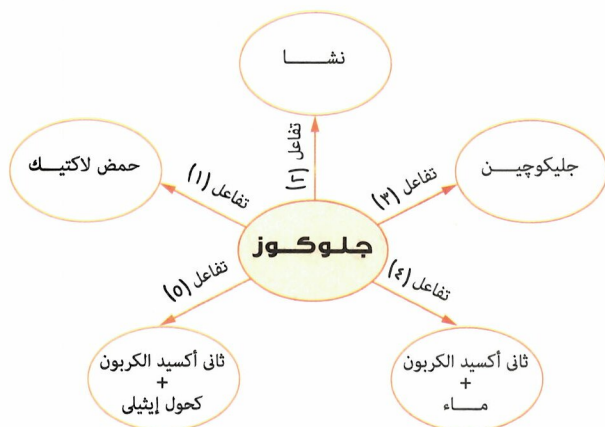 نشا
تفاعل (٢)
حمض لاكتيك
تفاعل (١)
جليكوچين
تفاعل (٣)
جلوكوز
تفاعل (٥)
تفاعل (٤)
ثانى أكسيد الكربون
+
كحول إيثيلى
ثانى أكسيد الكربون
+
ماء